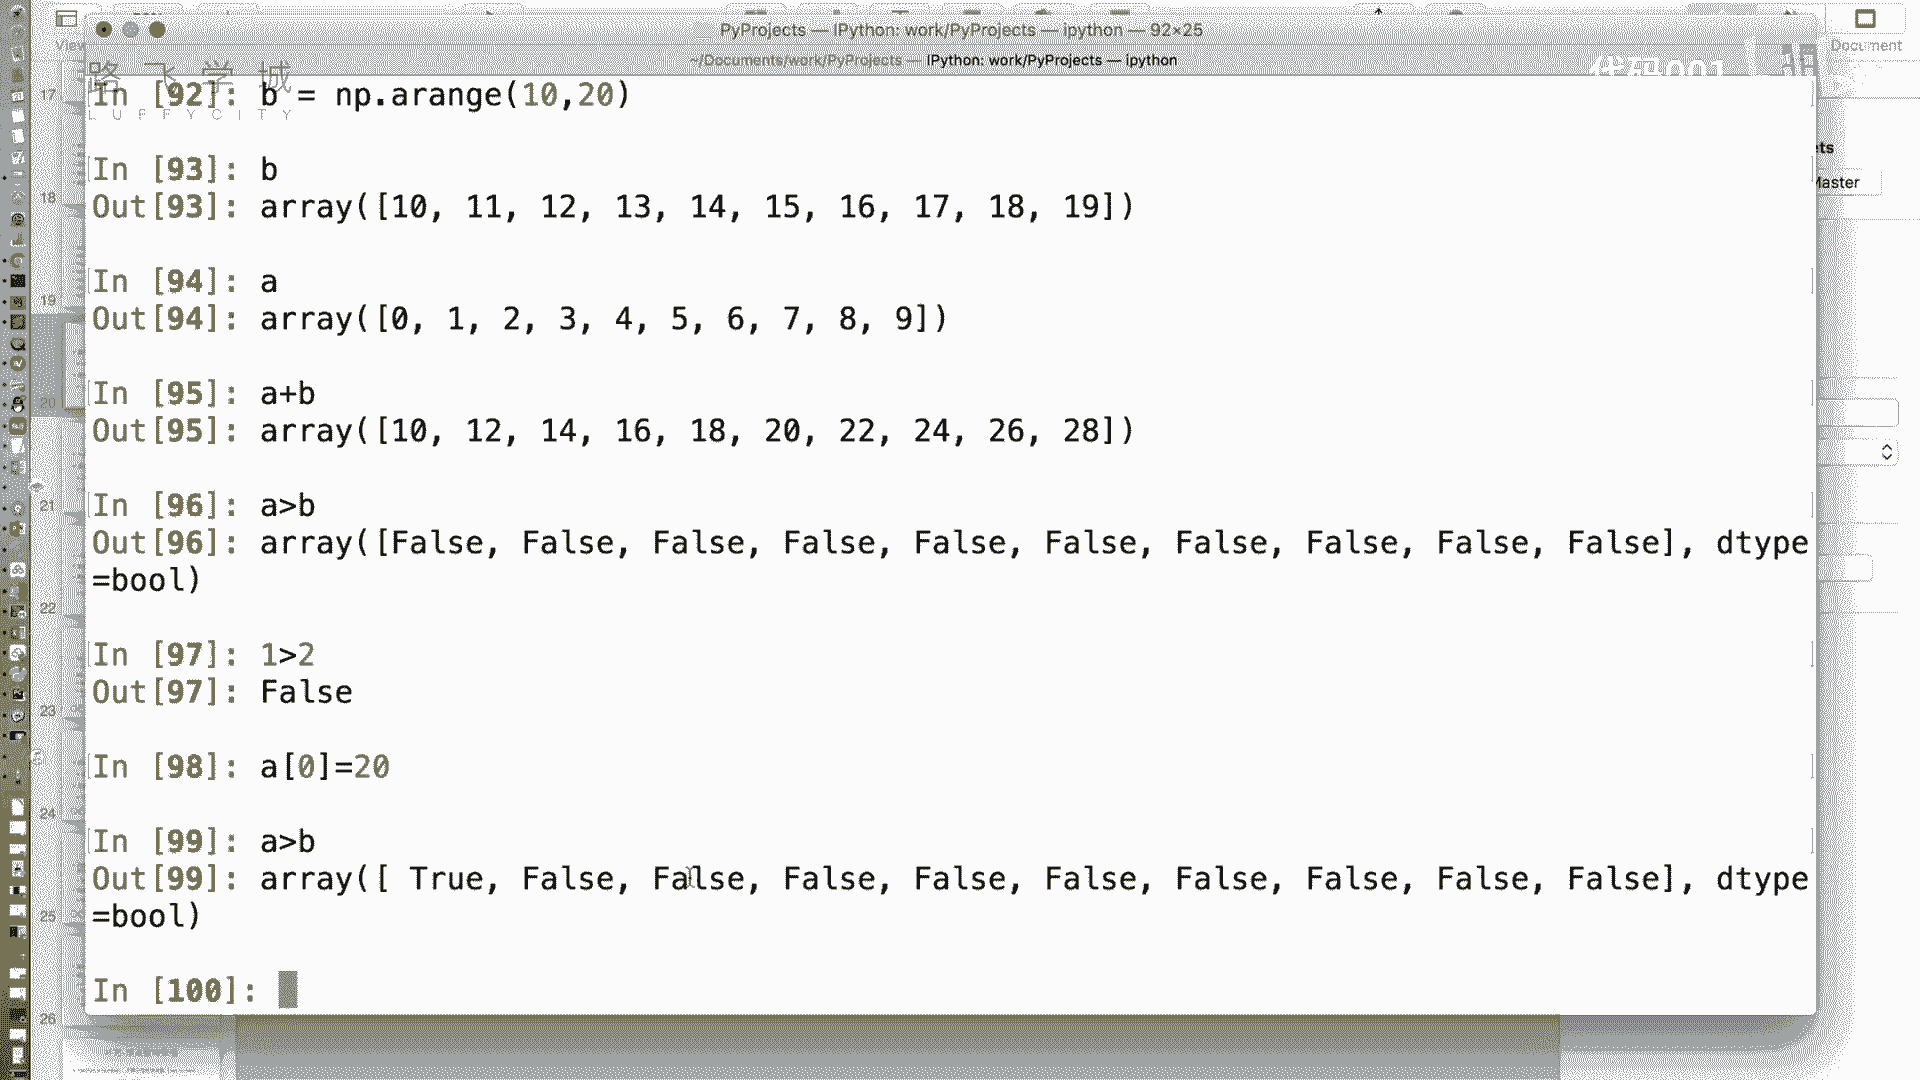 PyProjects — IPython: work/PyProjects — ipython — 92×25
~/Documents/work/PyProjects — IPython: work/PyProjects — ipython
View
Document
路飞学城
LUFFYCITY
代码001
In [92]: b = np.arange(10,20)
In [93]: b
Out[93]: array([10, 11, 12, 13, 14, 15, 16, 17, 18, 19])
In [94]: a
Out[94]: array([0, 1, 2, 3, 4, 5, 6, 7, 8, 9])
In [95]: a+b
Out[95]: array([10, 12, 14, 16, 18, 20, 22, 24, 26, 28])
In [96]: a>b
Out[96]: array([False, False, False, False, False, False, False, False, False, False], dtype
=bool)
In [97]: 1>2
Out[97]: False
In [98]: a[0]=20
In [99]: a>b
Out[99]: array([ True, False, False, False, False, False, False, False, False, False], dtype
=bool)
In [100]:
17
18
19
20
21
22
23
24
25
26
ets
Master